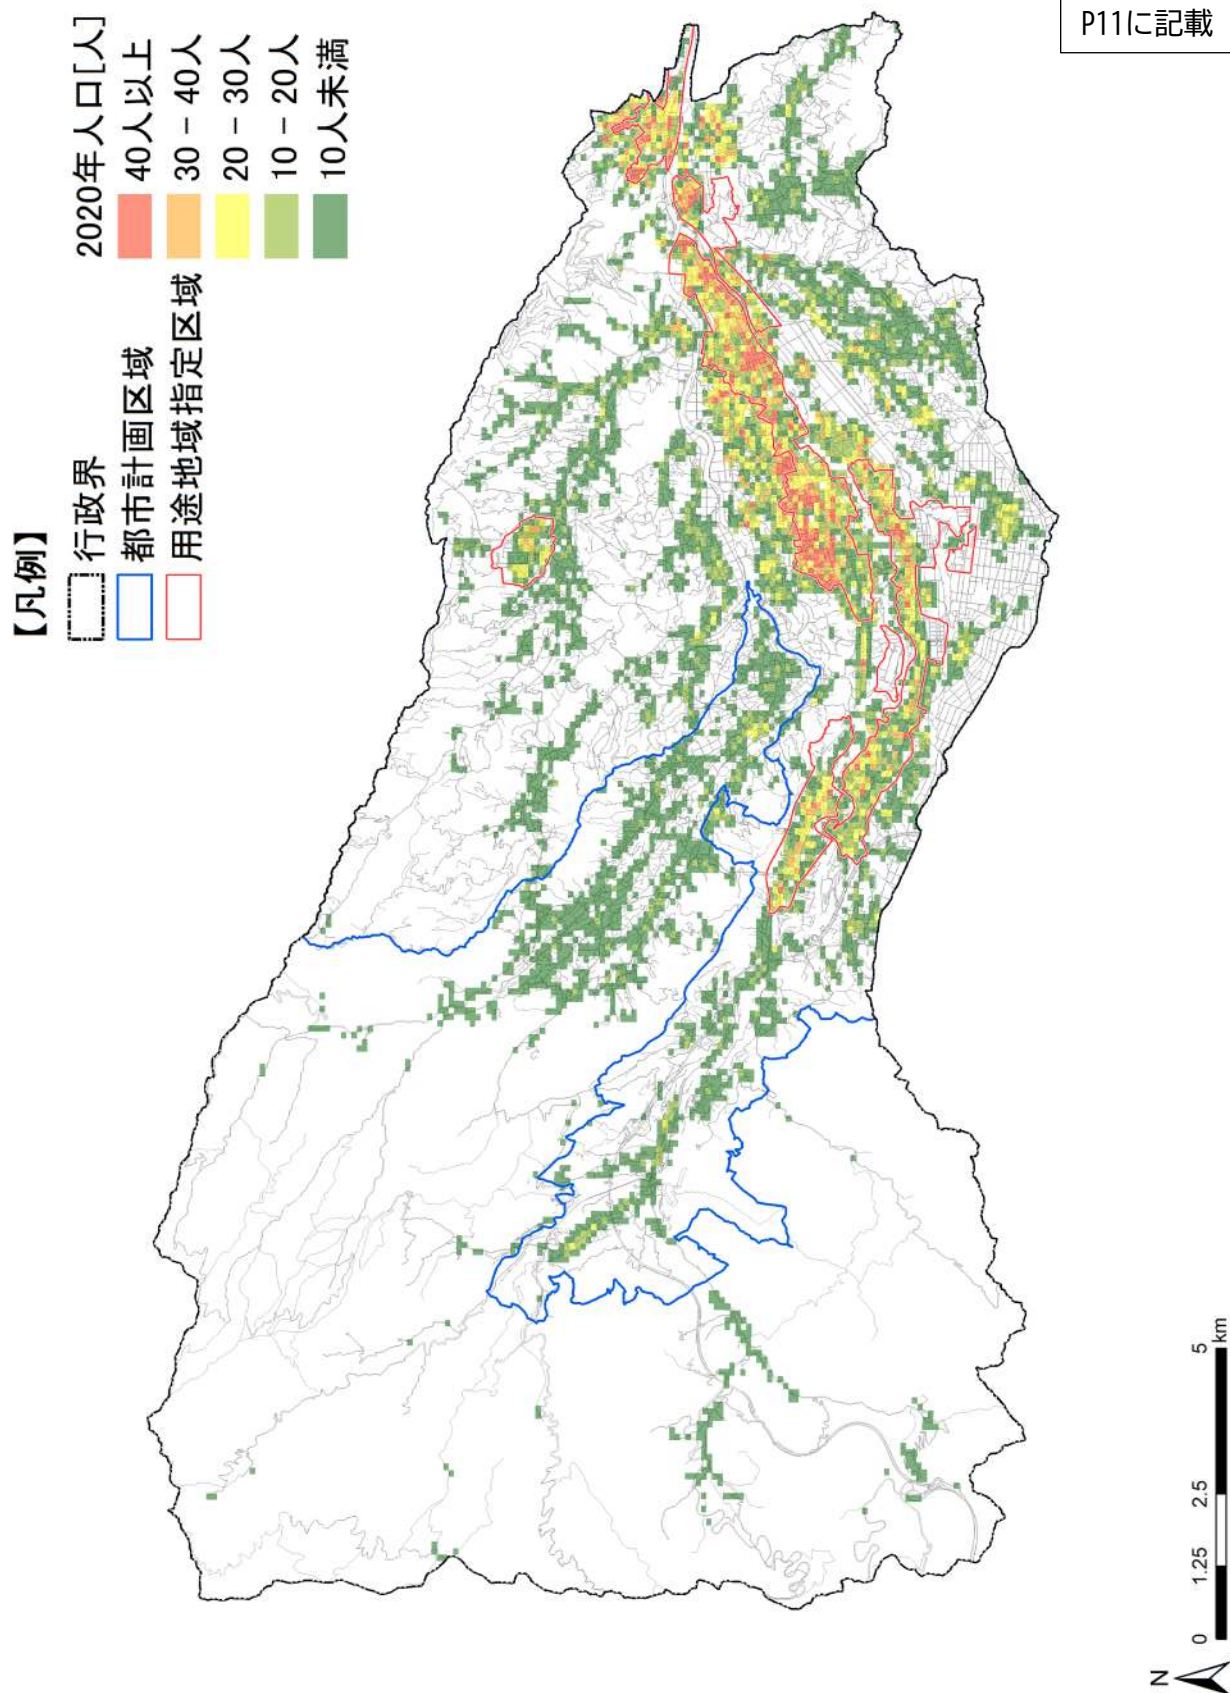 P11に記載
【凡例】
行政界
都市計画区域
用途地域指定区域
2020年人口[人]
40人以上
30－40人
20－30人
10－20人
10人未満
N
0 1.25 2.5 5
km